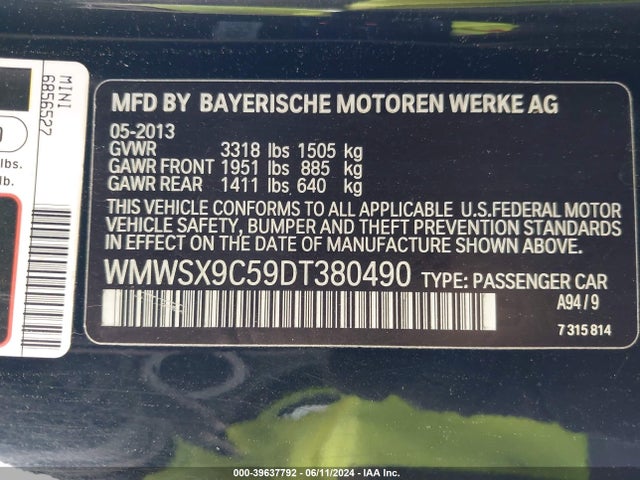 MINI
6856527
lbs.
lb.
MFD BY BAYERISCHE MOTOREN WERKE AG
05-2013
GVWR 3318 lbs 1505 kg
GAWR FRONT 1951 lbs 885 kg
GAWR REAR 1411 lbs 640 kg
THIS VEHICLE CONFORMS TO ALL APPLICABLE U.S.FEDERAL MOTOR
VEHICLE SAFETY, BUMPER AND THEFT PREVENTION STANDARDS
IN EFFECT ON THE DATE OF MANUFACTURE SHOWN ABOVE.
WMWSX9C59DT380490 TYPE: PASSENGER CAR
A94/9
7 315 814
000-39637792 - 06/11/2024 - IAA Inc.